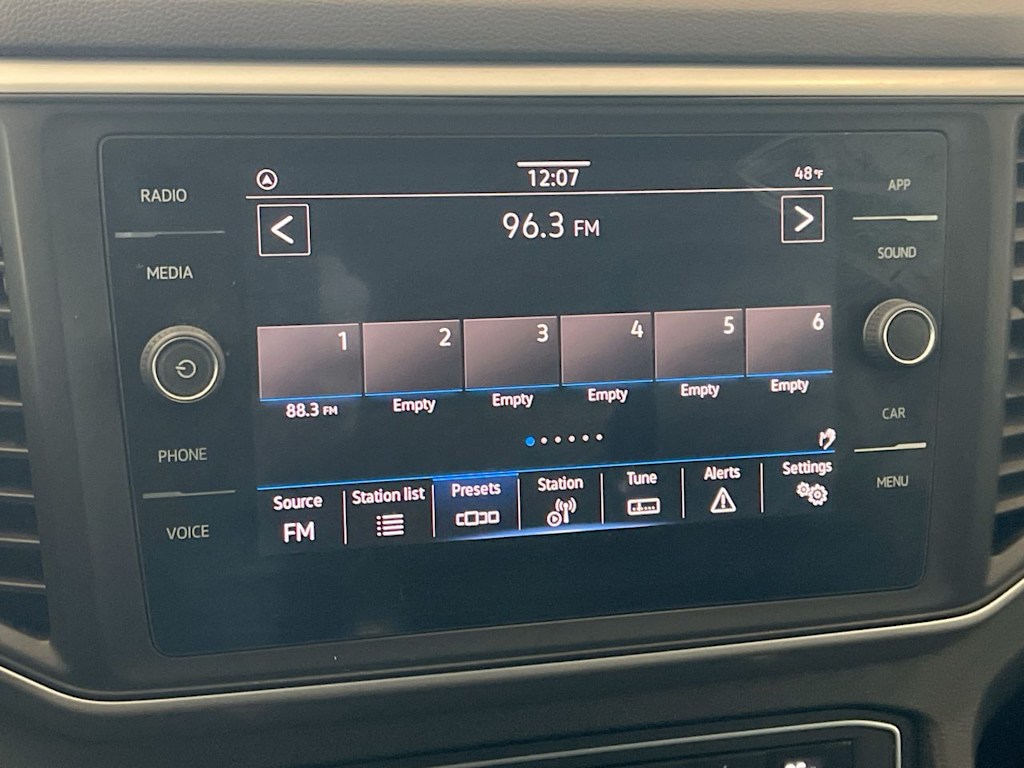 RADIO
MEDIA
PHONE
VOICE
12:07
48°F
96.3 FM
1 2 3 4 5 6
88.3 FM Empty Empty Empty Empty Empty
Source Station list Presets Station Tune Alerts Settings
FM
APP
SOUND
CAR
MENU